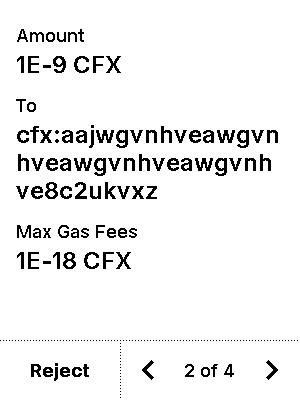 Amount
1E-9 CFX
To
cfx:aajwgvnhveawgvn
hveawgvnhveawgvnh
ve8c2ukvxz
Max Gas Fees
1E-18 CFX
Reject
2 of 4